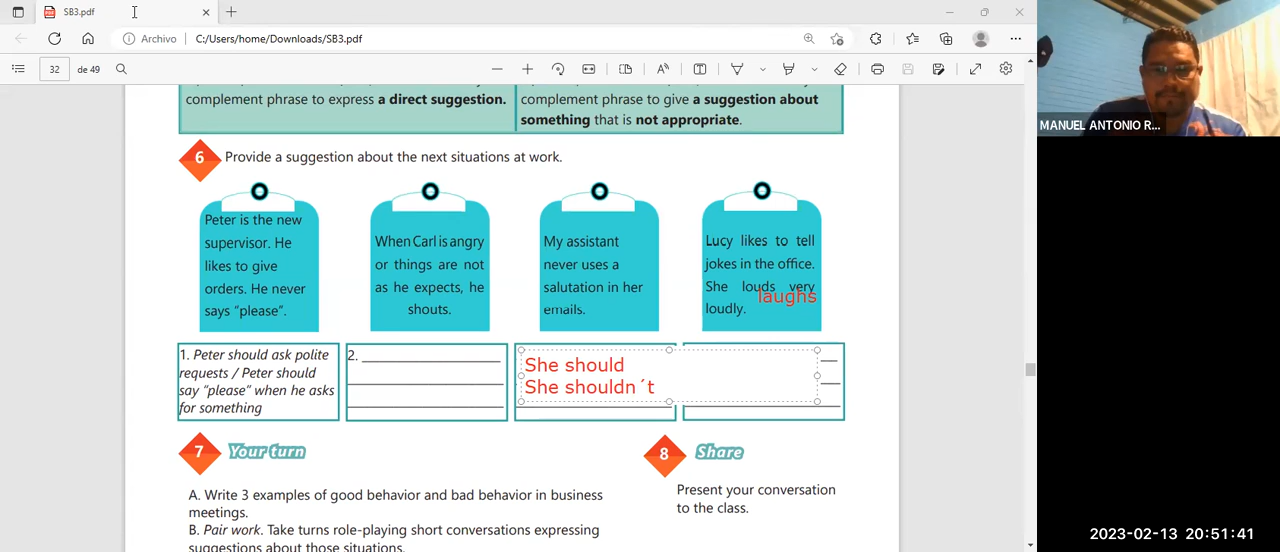 SB3.pdf
Archivo
C:/Users/home/Downloads/SB3.pdf
32
de 49
complement phrase to express a direct suggestion.
complement phrase to give a suggestion about
something that is not appropriate.
6
Provide a suggestion about the next situations at work.
Peter is the new
supervisor. He
likes to give
orders. He never
says “please”.
When Carl is angry
or things are not
as he expects, he
shouts.
My assistant
never uses a
salutation in her
emails.
Lucy likes to tell
jokes in the office.
She louds very
laughs
loudly.
1. Peter should ask polite
requests / Peter should
say “please” when he asks
for something
2.
She should
She shouldn´t
7
Your turn
8
Share
A. Write 3 examples of good behavior and bad behavior in business
meetings.
B. Pair work. Take turns role-playing short conversations expressing
suggestions about those situations.
Present your conversation
to the class.
MANUEL ANTONIO R...
2023-02-13 20:51:41